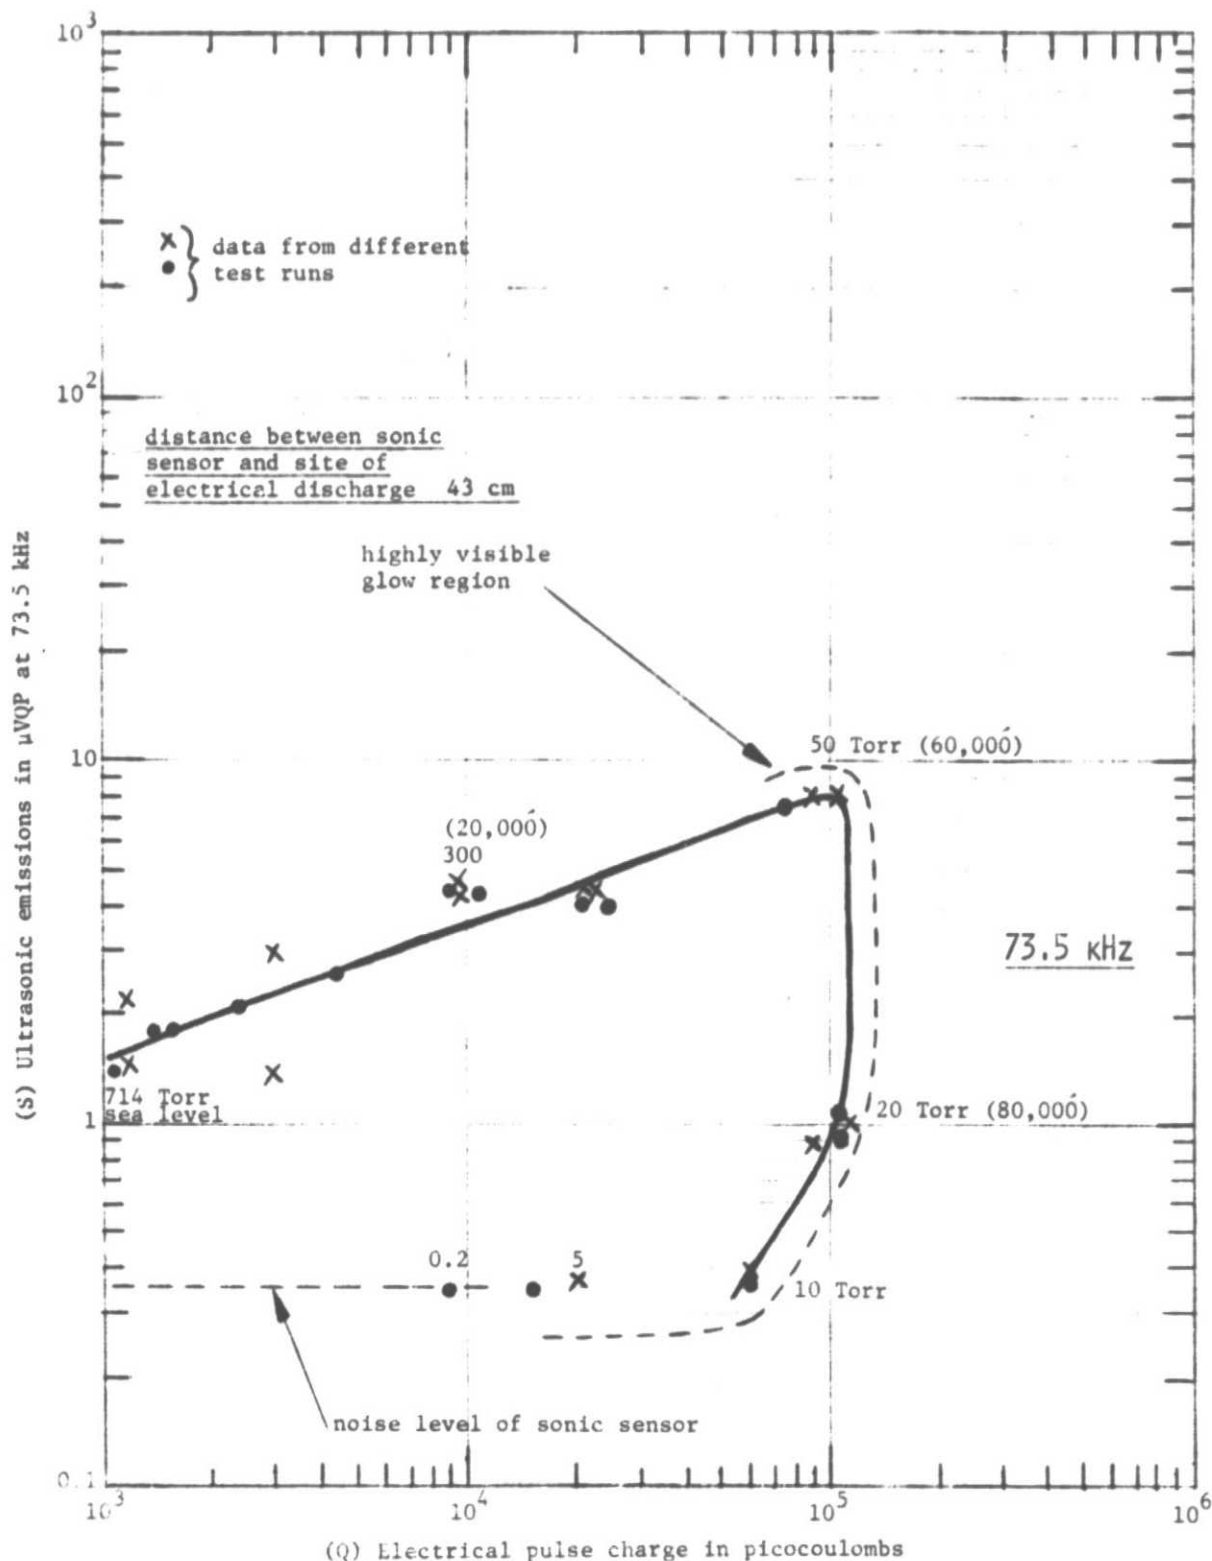 10³
x
data from different
test runs
10²
distance between sonic
sensor and site of
electrical discharge 43 cm
highly visible
glow region
(S) Ultrasonic emissions in µVQP at 73.5 kHz
10
50 Torr (60,000')
(20,000')
300
73.5 KHz
714 Torr
sea level
1
20 Torr (80,000')
0.2
5
10 Torr
noise level of sonic sensor
0.1
10³
10⁴
10⁵
10⁶
(Q) Electrical pulse charge in picocoulombs